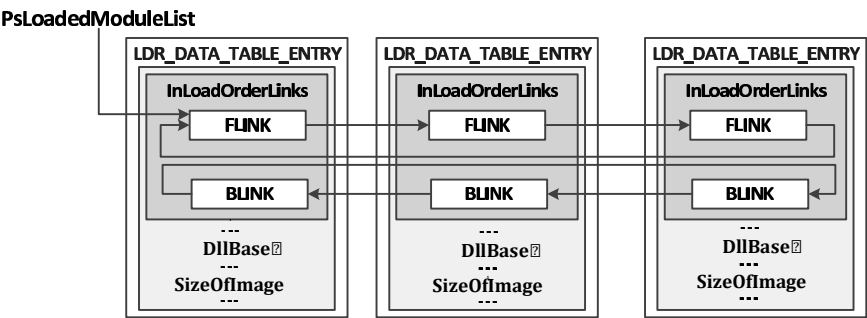 PsLoadedModuleList
LDR_DATA_TABLE_ENTRY LDR_DATA_TABLE_ENTRY LDR_DATA_TABLE_ENTRY
InLoadOrderLinks InLoadOrderLinks InLoadOrderLinks
FLINK FLINK FLINK
BLINK BLINK BLINK
--- --- ---
DllBase DllBase DllBase
--- --- ---
SizeOfImage SizeOfImage SizeOfImage
--- --- ---